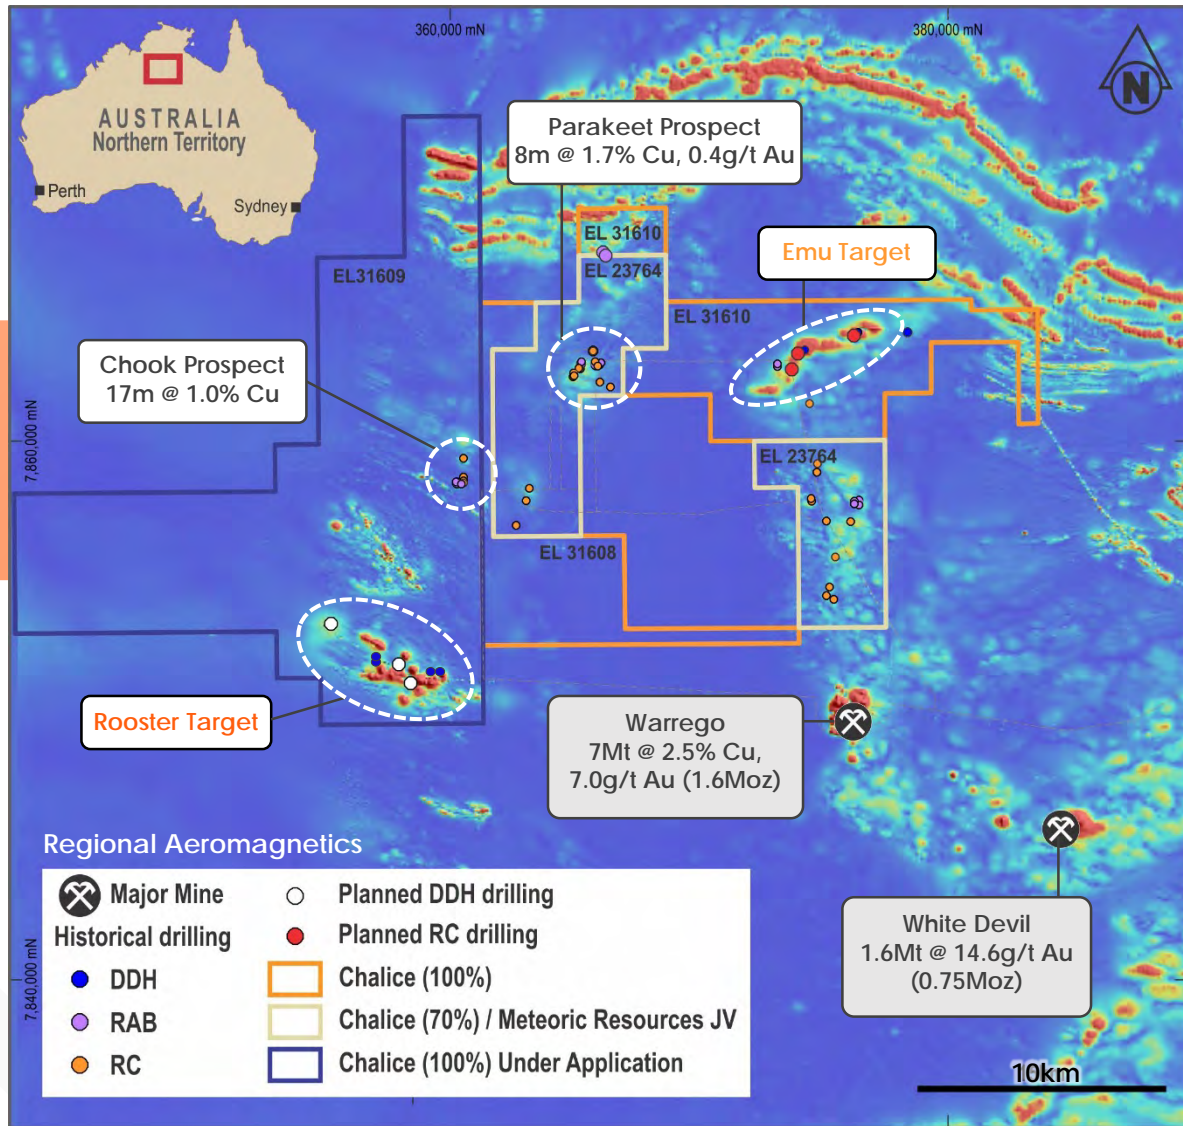 360,000 mN
380,000 mN
N
AUSTRALIA
Northern Territory
Perth
Sydney
Parakeet Prospect
8m @ 1.7% Cu, 0.4g/t Au
EL 31610
EL 23764
Emu Target
EL31609
EL 31610
Chook Prospect
17m @ 1.0% Cu
7,860,000 mN
EL 23764
EL 31608
Rooster Target
Warrego
7Mt @ 2.5% Cu,
7.0g/t Au (1.6Moz)
White Devil
1.6Mt @ 14.6g/t Au
(0.75Moz)
7,840,000 mN
Regional Aeromagnetics
Major Mine
Historical drilling
DDH
RAB
RC
Planned DDH drilling
Planned RC drilling
Chalice (100%)
Chalice (70%) / Meteoric Resources JV
Chalice (100%) Under Application
10km